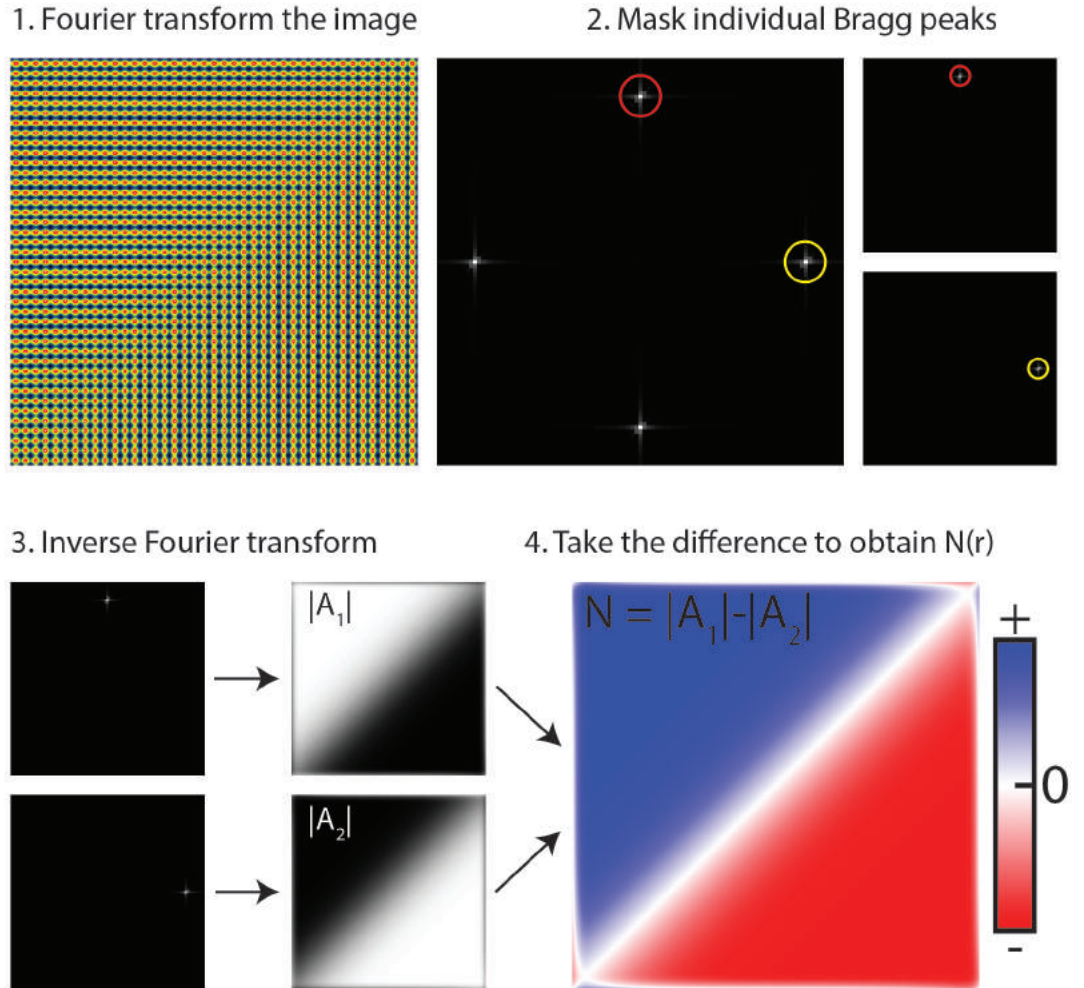 1. Fourier transform the image
2. Mask individual Bragg peaks
3. Inverse Fourier transform
4. Take the difference to obtain N(r)
|A₁|
|A₂|
N = |A₁|-|A₂|
+
0
-